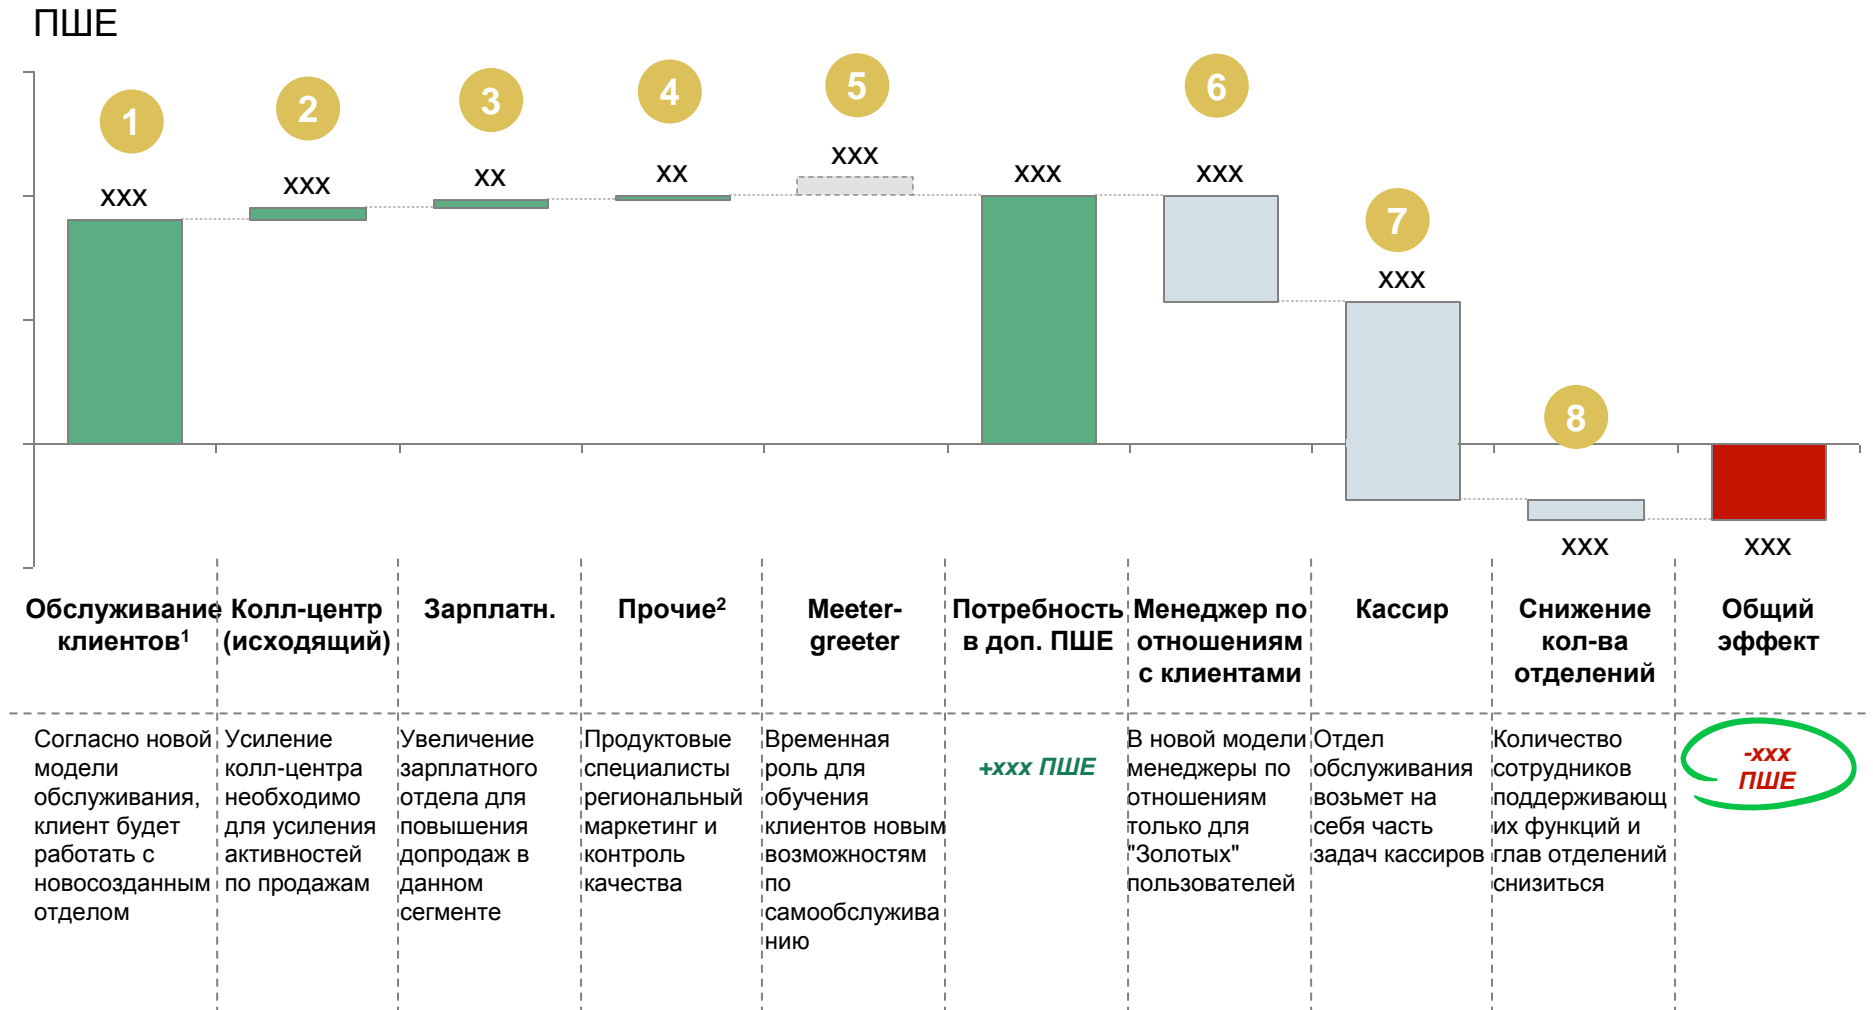 ПШЕ
1
2
3
4
5
6
7
8
xxx
xxx
xx
xx
xxx
xxx
xxx
xxx
xxx
xxx
Обслуживание
клиентов¹
Колл-центр
(исходящий)
Зарплатн.
Прочие²
Meeter-
greeter
Потребность
в доп. ПШЕ
Менеджер по
отношениям
с клиентами
Кассир
Снижение
кол-ва
отделений
Общий
эффект
Согласно новой
модели
обслуживания,
клиент будет
работать с
новосозданным
отделом
Усиление
колл-центра
необходимо
для усиления
активностей
по продажам
Увеличение
зарплатного
отдела для
повышения
допродаж в
данном
сегменте
Продуктовые
специалисты
региональный
маркетинг и
контроль
качества
Временная
роль для
обучения
клиентов новым
возможностям
по
самообслужива
нию
+xxx ПШЕ
В новой модели
менеджеры по
отношениям
только для
"Золотых"
пользователей
Отдел
обслуживания
возьмет на
себя часть
задач кассиров
Количество
сотрудников
поддерживающ
их функций и
глав отделений
снизиться
-xxx
ПШЕ